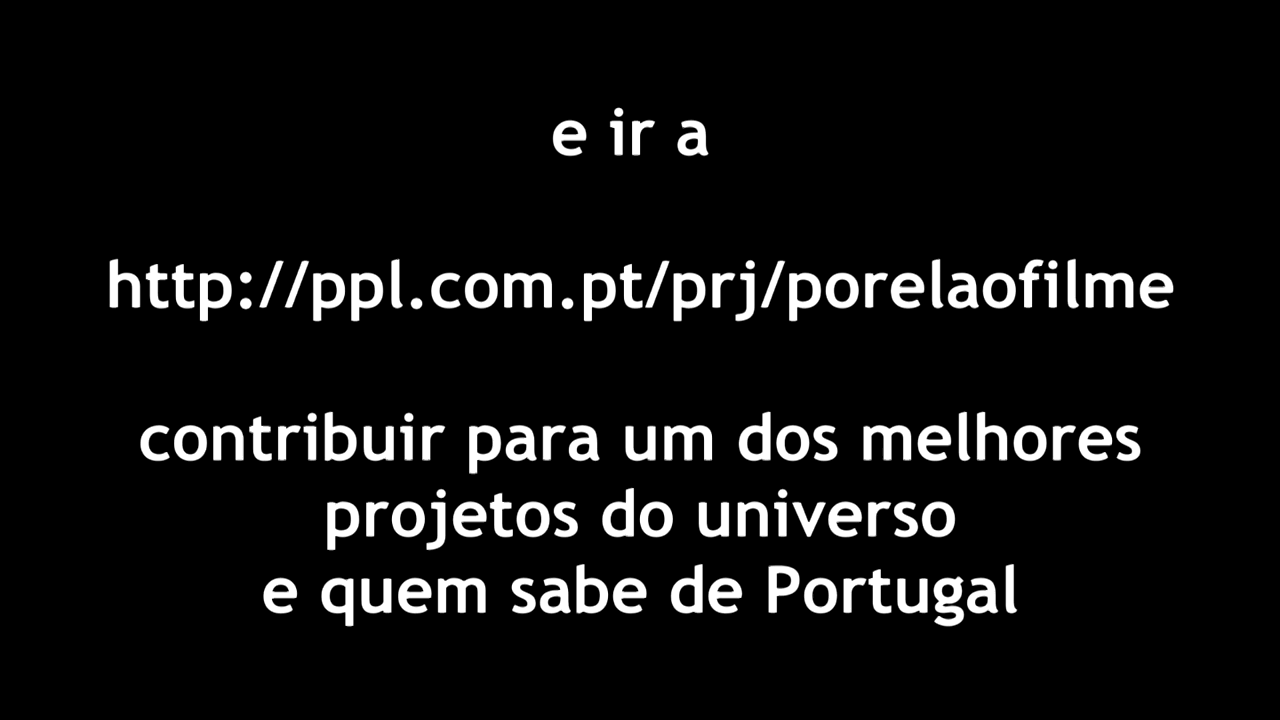 e ir a
http://ppl.com.pt/prj/porelaofilme
contribuir para um dos melhores
projetos do universo
e quem sabe de Portugal